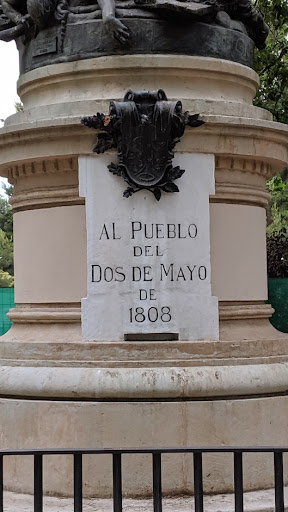 AL PUEBLO
DEL
DOS DE MAYO
DE
1808